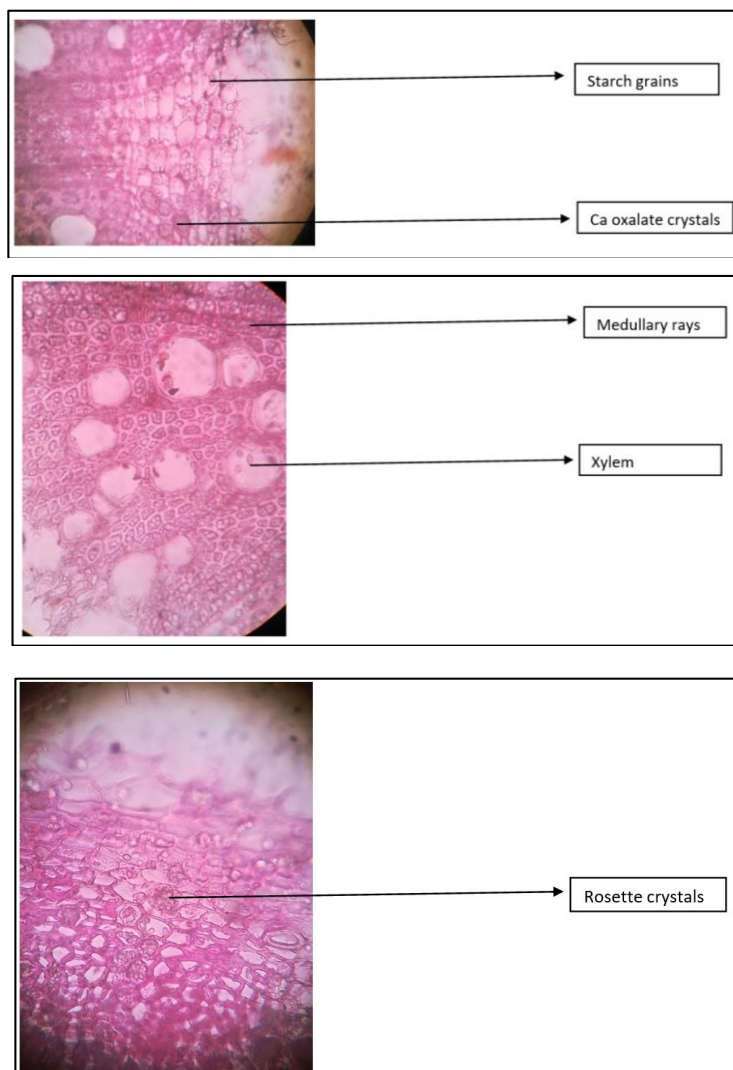 Starch grains
Ca oxalate crystals
Medullary rays
Xylem
Rosette crystals